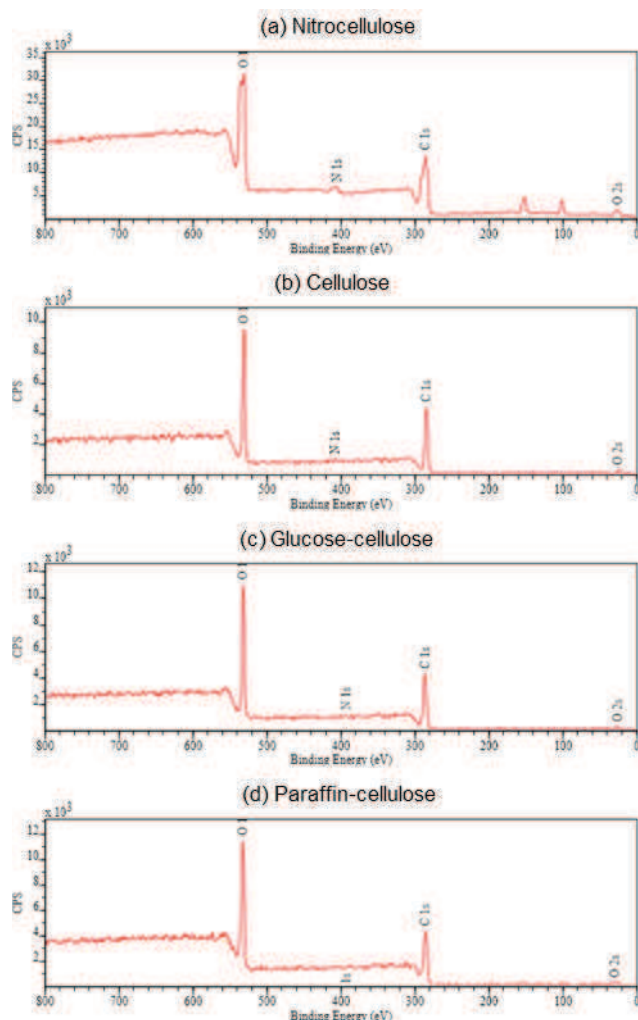 (a) Nitrocellulose
x 10³
O 1
35
30
25
20
15
10
5
CPS
N 1s
C 1s
O 2s
800 700 600 500 400 300 200 100 0
Binding Energy (eV)
(b) Cellulose
x 10³
O 1
10
8
6
4
2
CPS
N 1s
C 1s
O 2s
800 700 600 500 400 300 200 100 0
Binding Energy (eV)
(c) Glucose-cellulose
x 10³
O 1
12
10
8
6
4
2
CPS
N 1s
C 1s
O 2s
800 700 600 500 400 300 200 100 0
Binding Energy (eV)
(d) Paraffin-cellulose
x 10³
O 1
12
10
8
6
4
2
CPS
1s
C 1s
O 2s
800 700 600 500 400 300 200 100 0
Binding Energy (eV)